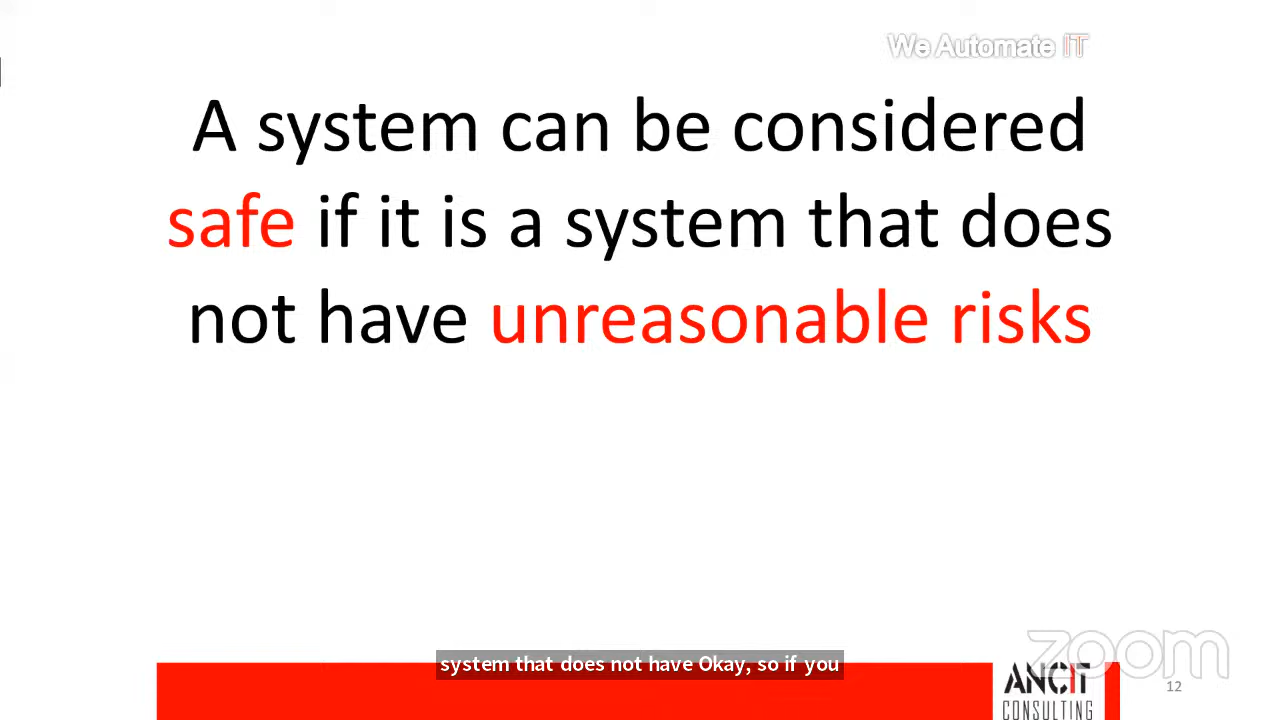 We Automate IT
A system can be considered
safe if it is a system that does
not have unreasonable risks
system that does not have Okay, so if you
zoom
ANCIT
CONSULTING
12